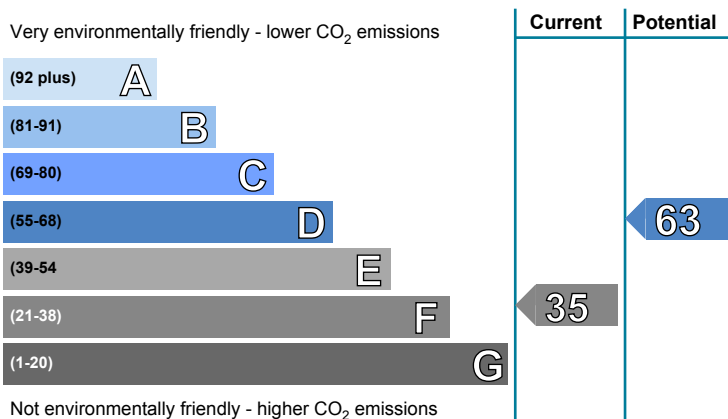 Current Potential
Very environmentally friendly - lower CO2 emissions
(92 plus) A
(81-91) B
(69-80) C
(55-68) D
63
(39-54 E
(21-38) F
35
(1-20) G
Not environmentally friendly - higher CO2 emissions